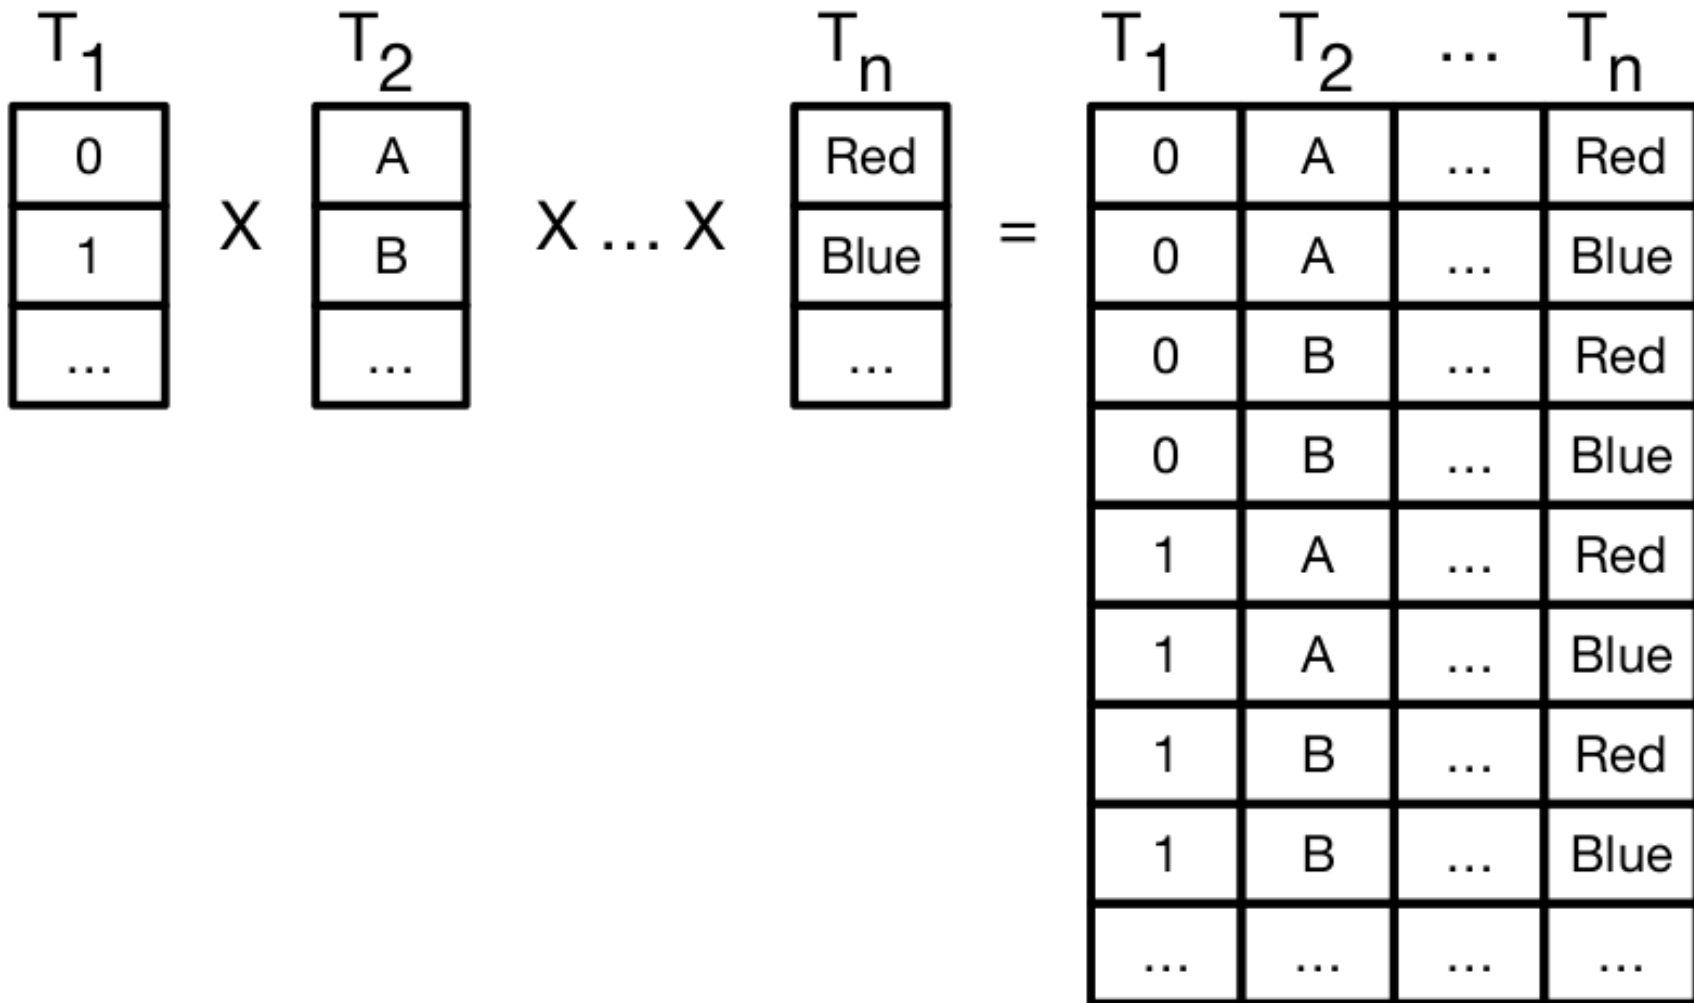 T1 T2 Tn T1 T2 ... Tn
0 A Red 0 A ... Red
X X ... X =
1 B Blue 0 A ... Blue
... ... ... 0 B ... Red
0 B ... Blue
1 A ... Red
1 A ... Blue
1 B ... Red
1 B ... Blue
... ... ... ...